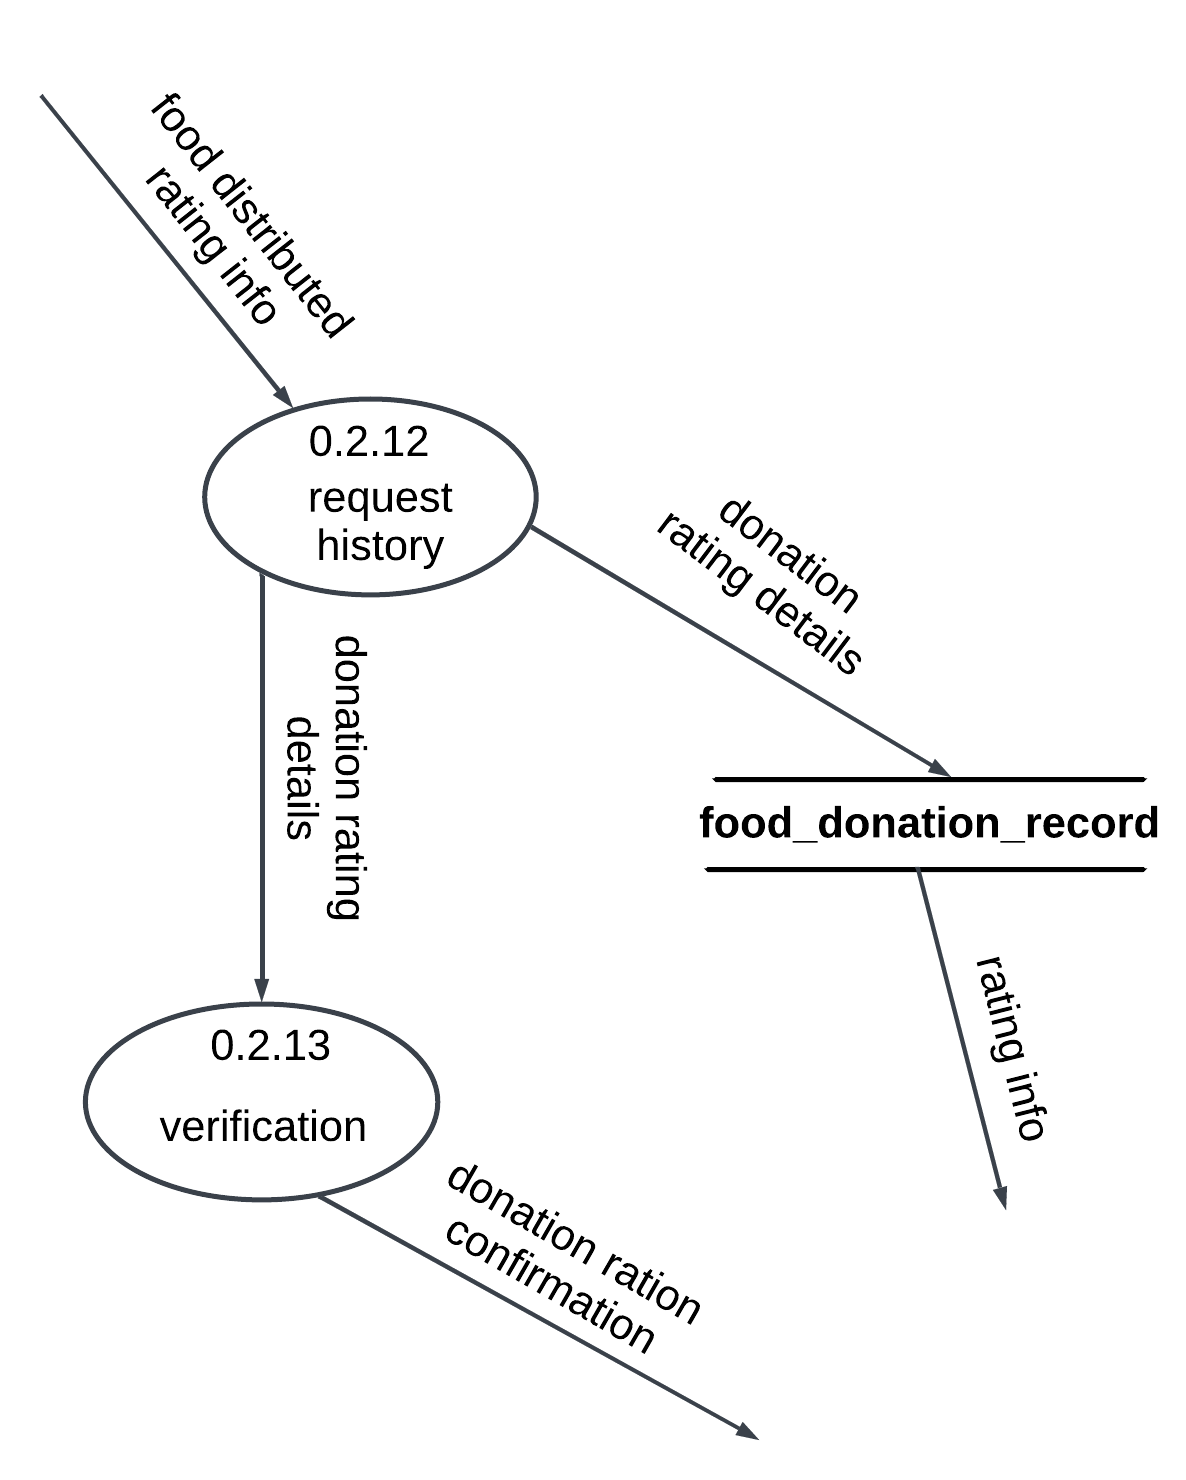 food distributed
rating info
0.2.12
request
history
donation
rating details
donation rating
details
food_donation_record
rating info
0.2.13
verification
donation ration
confirmation